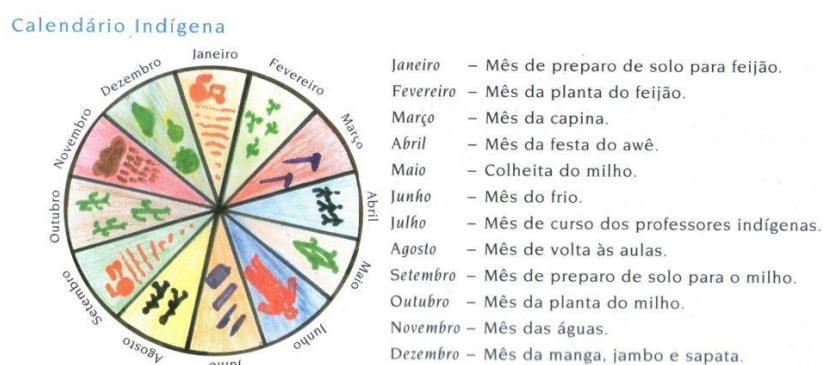 Calendário Indígena
Janeiro
Fevereiro
Março
Abril
Maio
Junho
Julho
Agosto
Setembro
Outubro
Novembro
Dezembro
Janeiro – Mês de preparo de solo para feijão.
Fevereiro – Mês da planta do feijão.
Março – Mês da capina.
Abril – Mês da festa do awê.
Maio – Colheita do milho.
Junho – Mês do frio.
Julho – Mês de curso dos professores indígenas.
Agosto – Mês de volta às aulas.
Setembro – Mês de preparo de solo para o milho.
Outubro – Mês da planta do milho.
Novembro – Mês das águas.
Dezembro – Mês da manga, jambo e sapata.